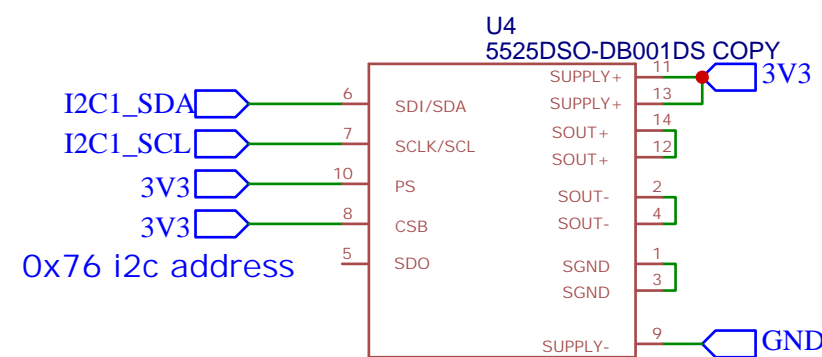 U4
5525DSO-DB001DS COPY
I2C1_SDA 6 SDI/SDA
I2C1_SCL 7 SCLK/SCL
3V3 10 PS
3V3 8 CSB
5 SDO
0x76 i2c address
SUPPLY+ 11 3V3
SUPPLY+ 13
SOUT+ 14
SOUT+ 12
SOUT- 2
SOUT- 4
SGND 1
SGND 3
SUPPLY- 9 GND